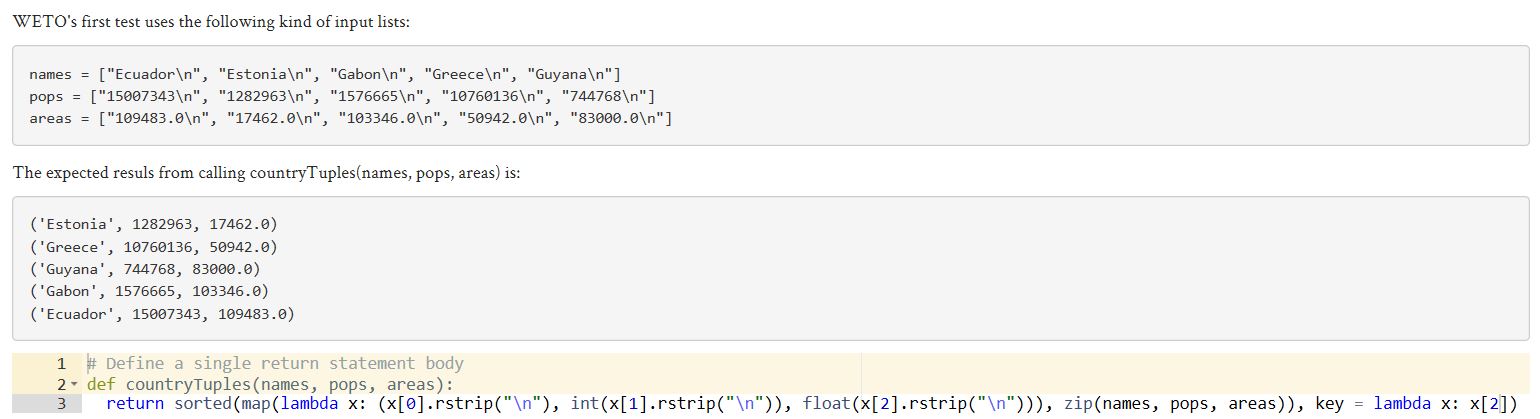 WETO's first test uses the following kind of input lists:
names = ["Ecuador\n", "Estonia\n", "Gabon\n", "Greece\n", "Guyana\n"]
pops = ["15007343\n", "1282963\n", "1576665\n", "10760136\n", "744768\n"]
areas = ["109483.0\n", "17462.0\n", "103346.0\n", "50942.0\n", "83000.0\n"]
The expected resuls from calling countryTuples(names, pops, areas) is:
('Estonia', 1282963, 17462.0)
('Greece', 10760136, 50942.0)
('Guyana', 744768, 83000.0)
('Gabon', 1576665, 103346.0)
('Ecuador', 15007343, 109483.0)
1 # Define a single return statement body
2 def countryTuples(names, pops, areas):
3 return sorted(map(lambda x: (x[0].rstrip("\n"), int(x[1].rstrip("\n")), float(x[2].rstrip("\n"))), zip(names, pops, areas)), key = lambda x: x[2])